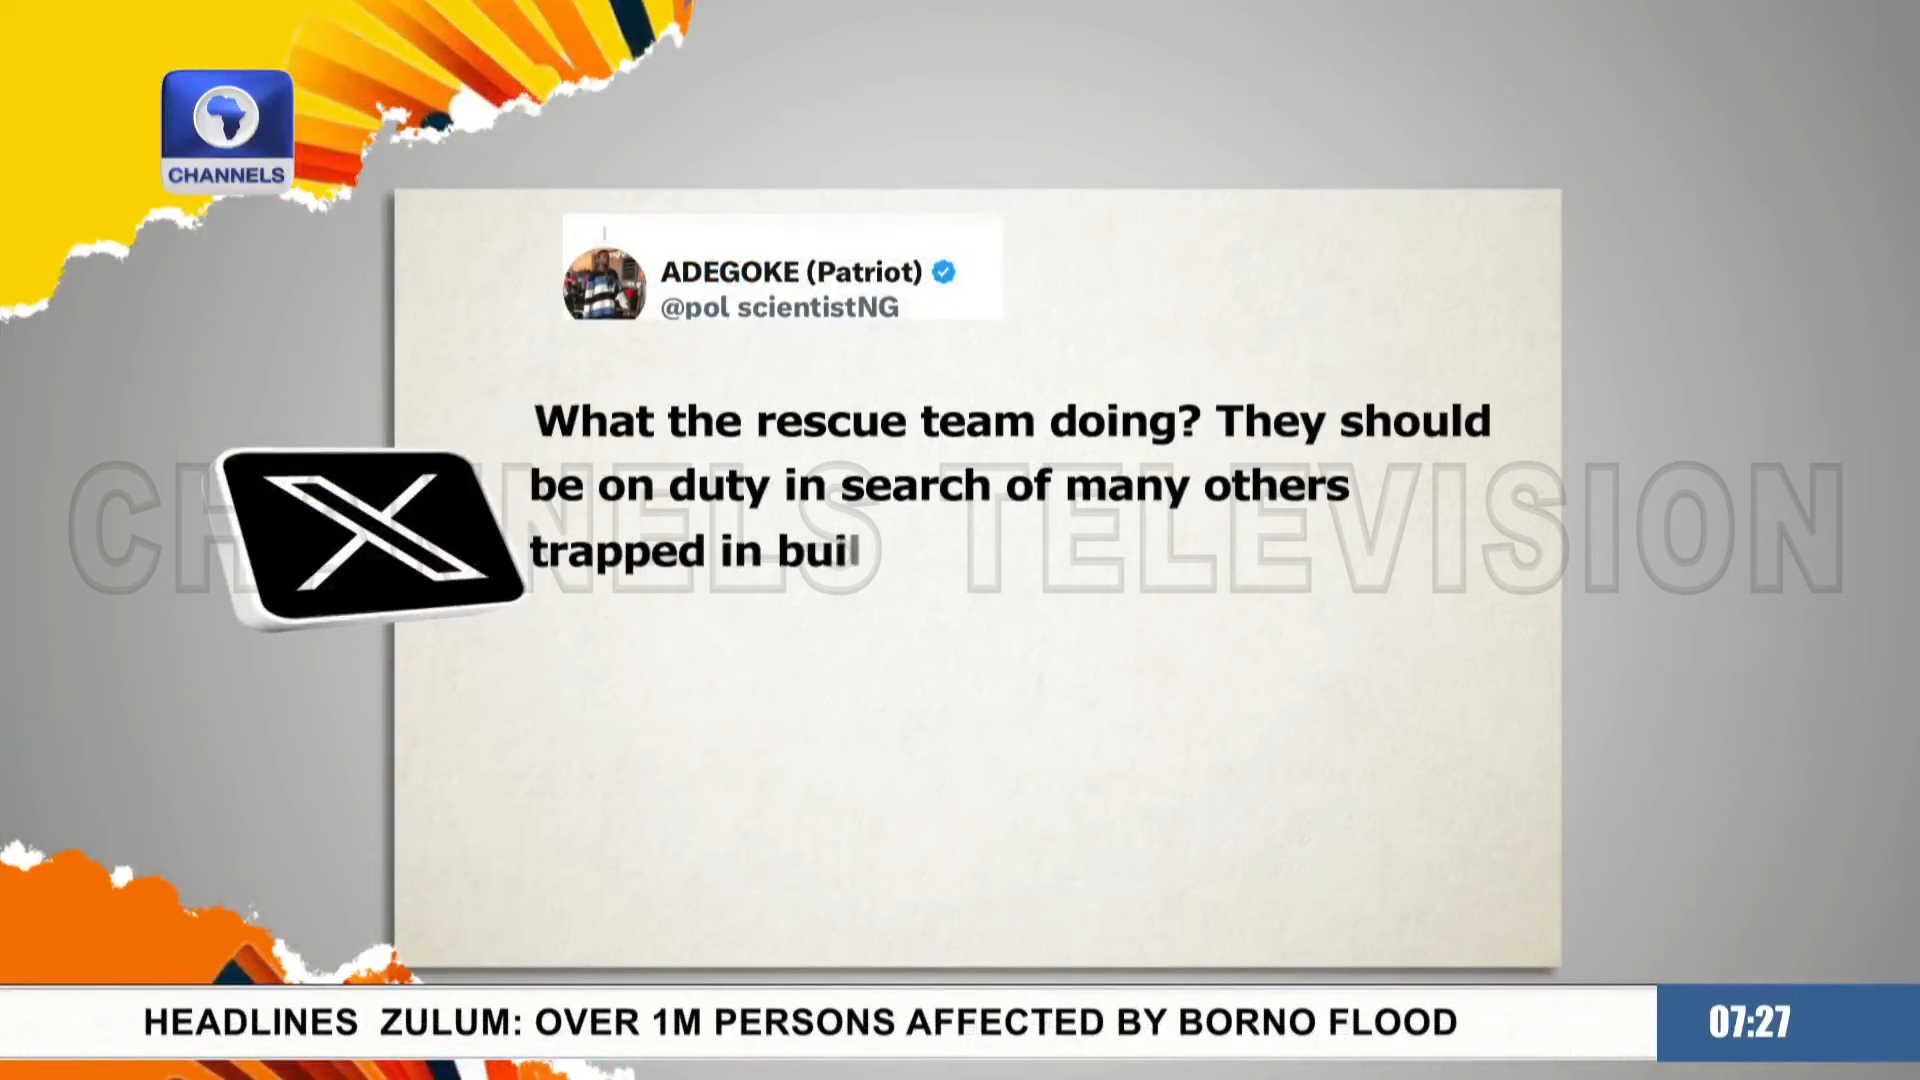 CHANNELS
ADEGOKE (Patriot)
@pol scientistNG
What the rescue team doing? They should
be on duty in search of many others
trapped in buil
CHANNELS TELEVISION
HEADLINES ZULUM: OVER 1M PERSONS AFFECTED BY BORNO FLOOD
07:27